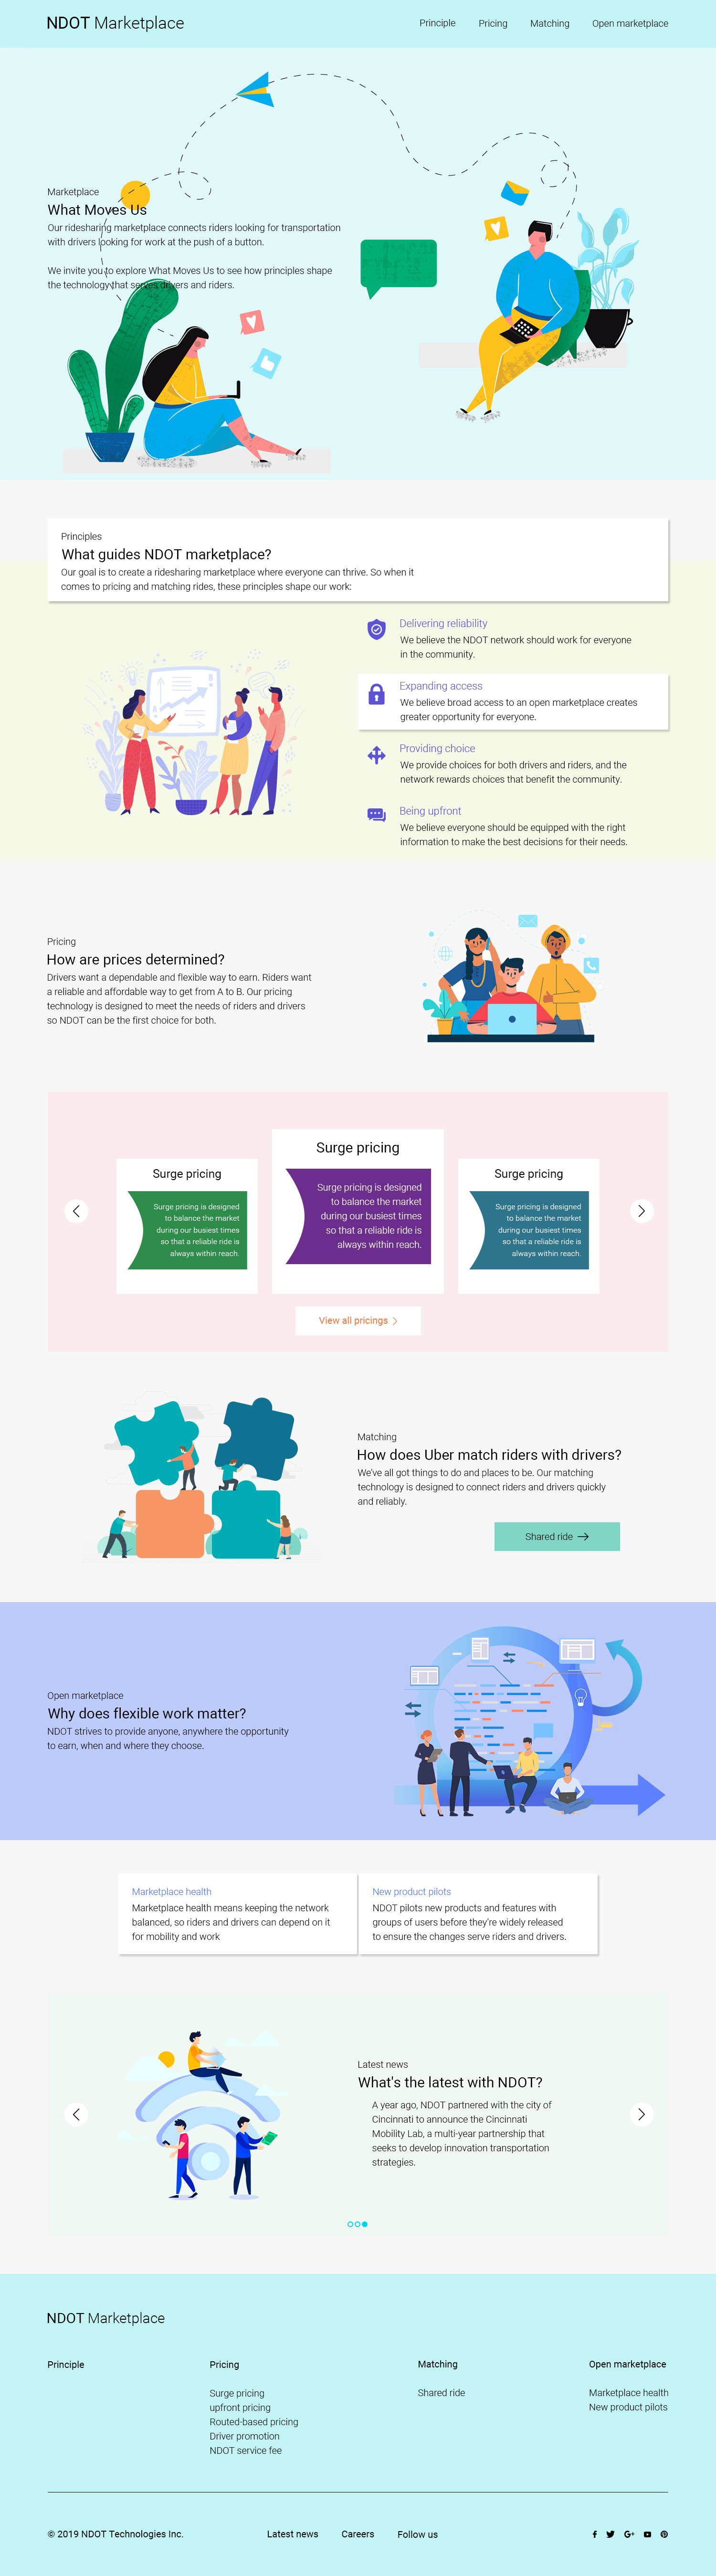 NDOT Marketplace
Principle Pricing Matching Open marketplace
Marketplace
What Moves Us
Our ridesharing marketplace connects riders looking for transportation
with drivers looking for work at the push of a button.
We invite you to explore What Moves Us to see how principles shape
the technology that serves drivers and riders.
Principles
What guides NDOT marketplace?
Our goal is to create a ridesharing marketplace where everyone can thrive. So when it
comes to pricing and matching rides, these principles shape our work:
Delivering reliability
We believe the NDOT network should work for everyone
in the community.
Expanding access
We believe broad access to an open marketplace creates
greater opportunity for everyone.
Providing choice
We provide choices for both drivers and riders, and the
network rewards choices that benefit the community.
Being upfront
We believe everyone should be equipped with the right
information to make the best decisions for their needs.
Pricing
How are prices determined?
Drivers want a dependable and flexible way to earn. Riders want
a reliable and affordable way to get from A to B. Our pricing
technology is designed to meet the needs of riders and drivers
so NDOT can be the first choice for both.
Surge pricing
Surge pricing is designed
to balance the market
during our busiest times
so that a reliable ride is
always within reach.
Surge pricing
Surge pricing is designed
to balance the market
during our busiest times
so that a reliable ride is
always within reach.
Surge pricing
Surge pricing is designed
to balance the market
during our busiest times
so that a reliable ride is
always within reach.
View all pricings
Matching
How does Uber match riders with drivers?
We've all got things to do and places to be. Our matching
technology is designed to connect riders and drivers quickly
and reliably.
Shared ride
Open marketplace
Why does flexible work matter?
NDOT strives to provide anyone, anywhere the opportunity
to earn, when and where they choose.
Marketplace health
Marketplace health means keeping the network
balanced, so riders and drivers can depend on it
for mobility and work
New product pilots
NDOT pilots new products and features with
groups of users before they're widely released
to ensure the changes serve riders and drivers.
Latest news
What's the latest with NDOT?
A year ago, NDOT partnered with the city of
Cincinnati to announce the Cincinnati
Mobility Lab, a multi-year partnership that
seeks to develop innovation transportation
strategies.
NDOT Marketplace
Principle
Pricing
Surge pricing
upfront pricing
Routed-based pricing
Driver promotion
NDOT service fee
Matching
Shared ride
Open marketplace
Marketplace health
New product pilots
© 2019 NDOT Technologies Inc.
Latest news Careers Follow us